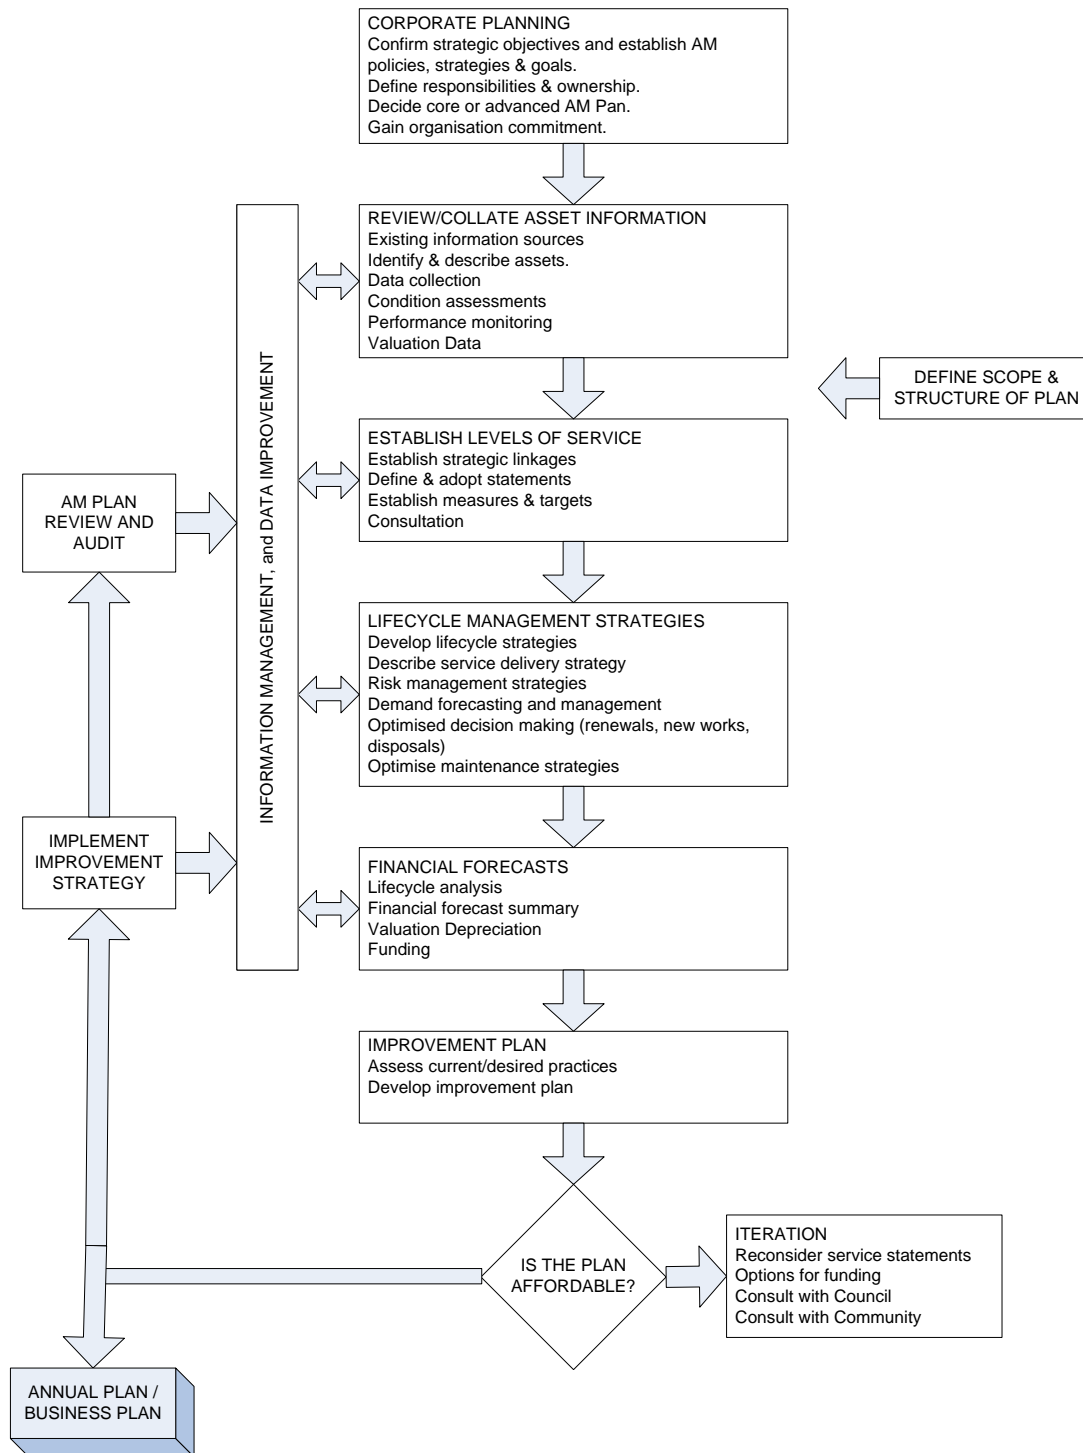 CORPORATE PLANNING
Confirm strategic objectives and establish AM
policies, strategies & goals.
Define responsibilities & ownership.
Decide core or advanced AM Pan.
Gain organisation commitment.
REVIEW/COLLATE ASSET INFORMATION
Existing information sources
Identify & describe assets.
Data collection
Condition assessments
Performance monitoring
Valuation Data
DEFINE SCOPE &
STRUCTURE OF PLAN
INFORMATION MANAGEMENT, and DATA IMPROVEMENT
ESTABLISH LEVELS OF SERVICE
Establish strategic linkages
Define & adopt statements
Establish measures & targets
Consultation
AM PLAN
REVIEW AND
AUDIT
LIFECYCLE MANAGEMENT STRATEGIES
Develop lifecycle strategies
Describe service delivery strategy
Risk management strategies
Demand forecasting and management
Optimised decision making (renewals, new works,
disposals)
Optimise maintenance strategies
IMPLEMENT
IMPROVEMENT
STRATEGY
FINANCIAL FORECASTS
Lifecycle analysis
Financial forecast summary
Valuation Depreciation
Funding
IMPROVEMENT PLAN
Assess current/desired practices
Develop improvement plan
IS THE PLAN
AFFORDABLE?
ITERATION
Reconsider service statements
Options for funding
Consult with Council
Consult with Community
ANNUAL PLAN /
BUSINESS PLAN